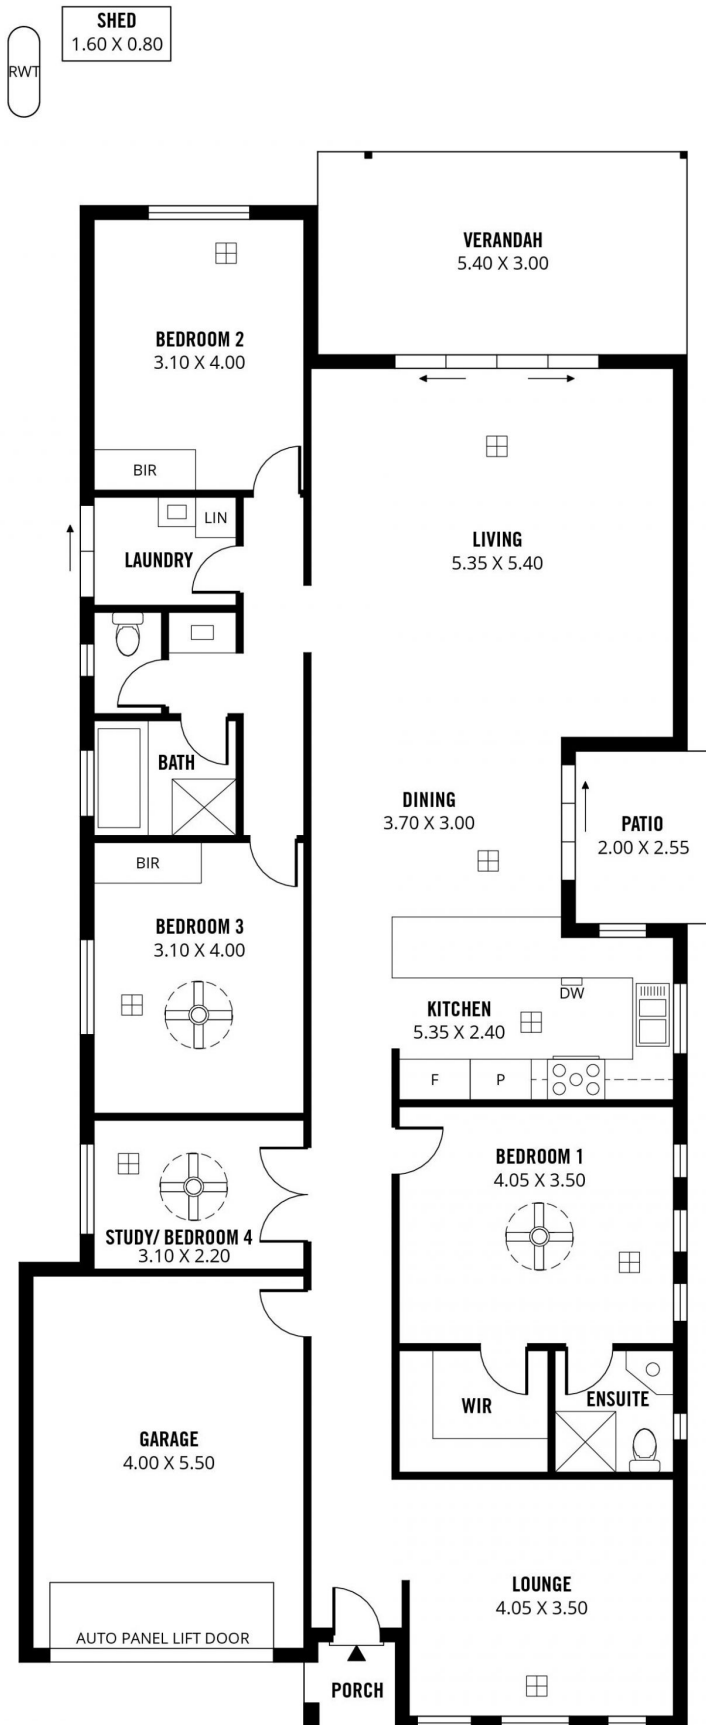 SHED
1.60 X 0.80
RWT
VERANDAH
5.40 X 3.00
BEDROOM 2
3.10 X 4.00
BIR
LIN
LAUNDRY
LIVING
5.35 X 5.40
BATH
DINING
3.70 X 3.00
PATIO
2.00 X 2.55
BIR
BEDROOM 3
3.10 X 4.00
DW
KITCHEN
5.35 X 2.40
F
P
BEDROOM 1
4.05 X 3.50
STUDY/ BEDROOM 4
3.10 X 2.20
WIR
ENSUITE
GARAGE
4.00 X 5.50
LOUNGE
4.05 X 3.50
AUTO PANEL LIFT DOOR
PORCH